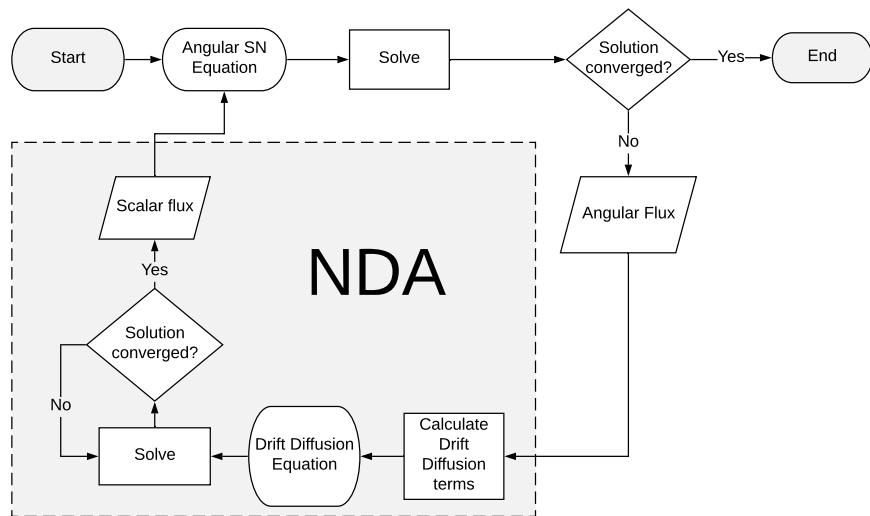 Start
Angular SN
Equation
Solve
Solution
converged?
Yes
End
No
Angular Flux
Scalar flux
NDA
Yes
Solution
converged?
No
Solve
Drift Diffusion
Equation
Calculate
Drift
Diffusion
terms